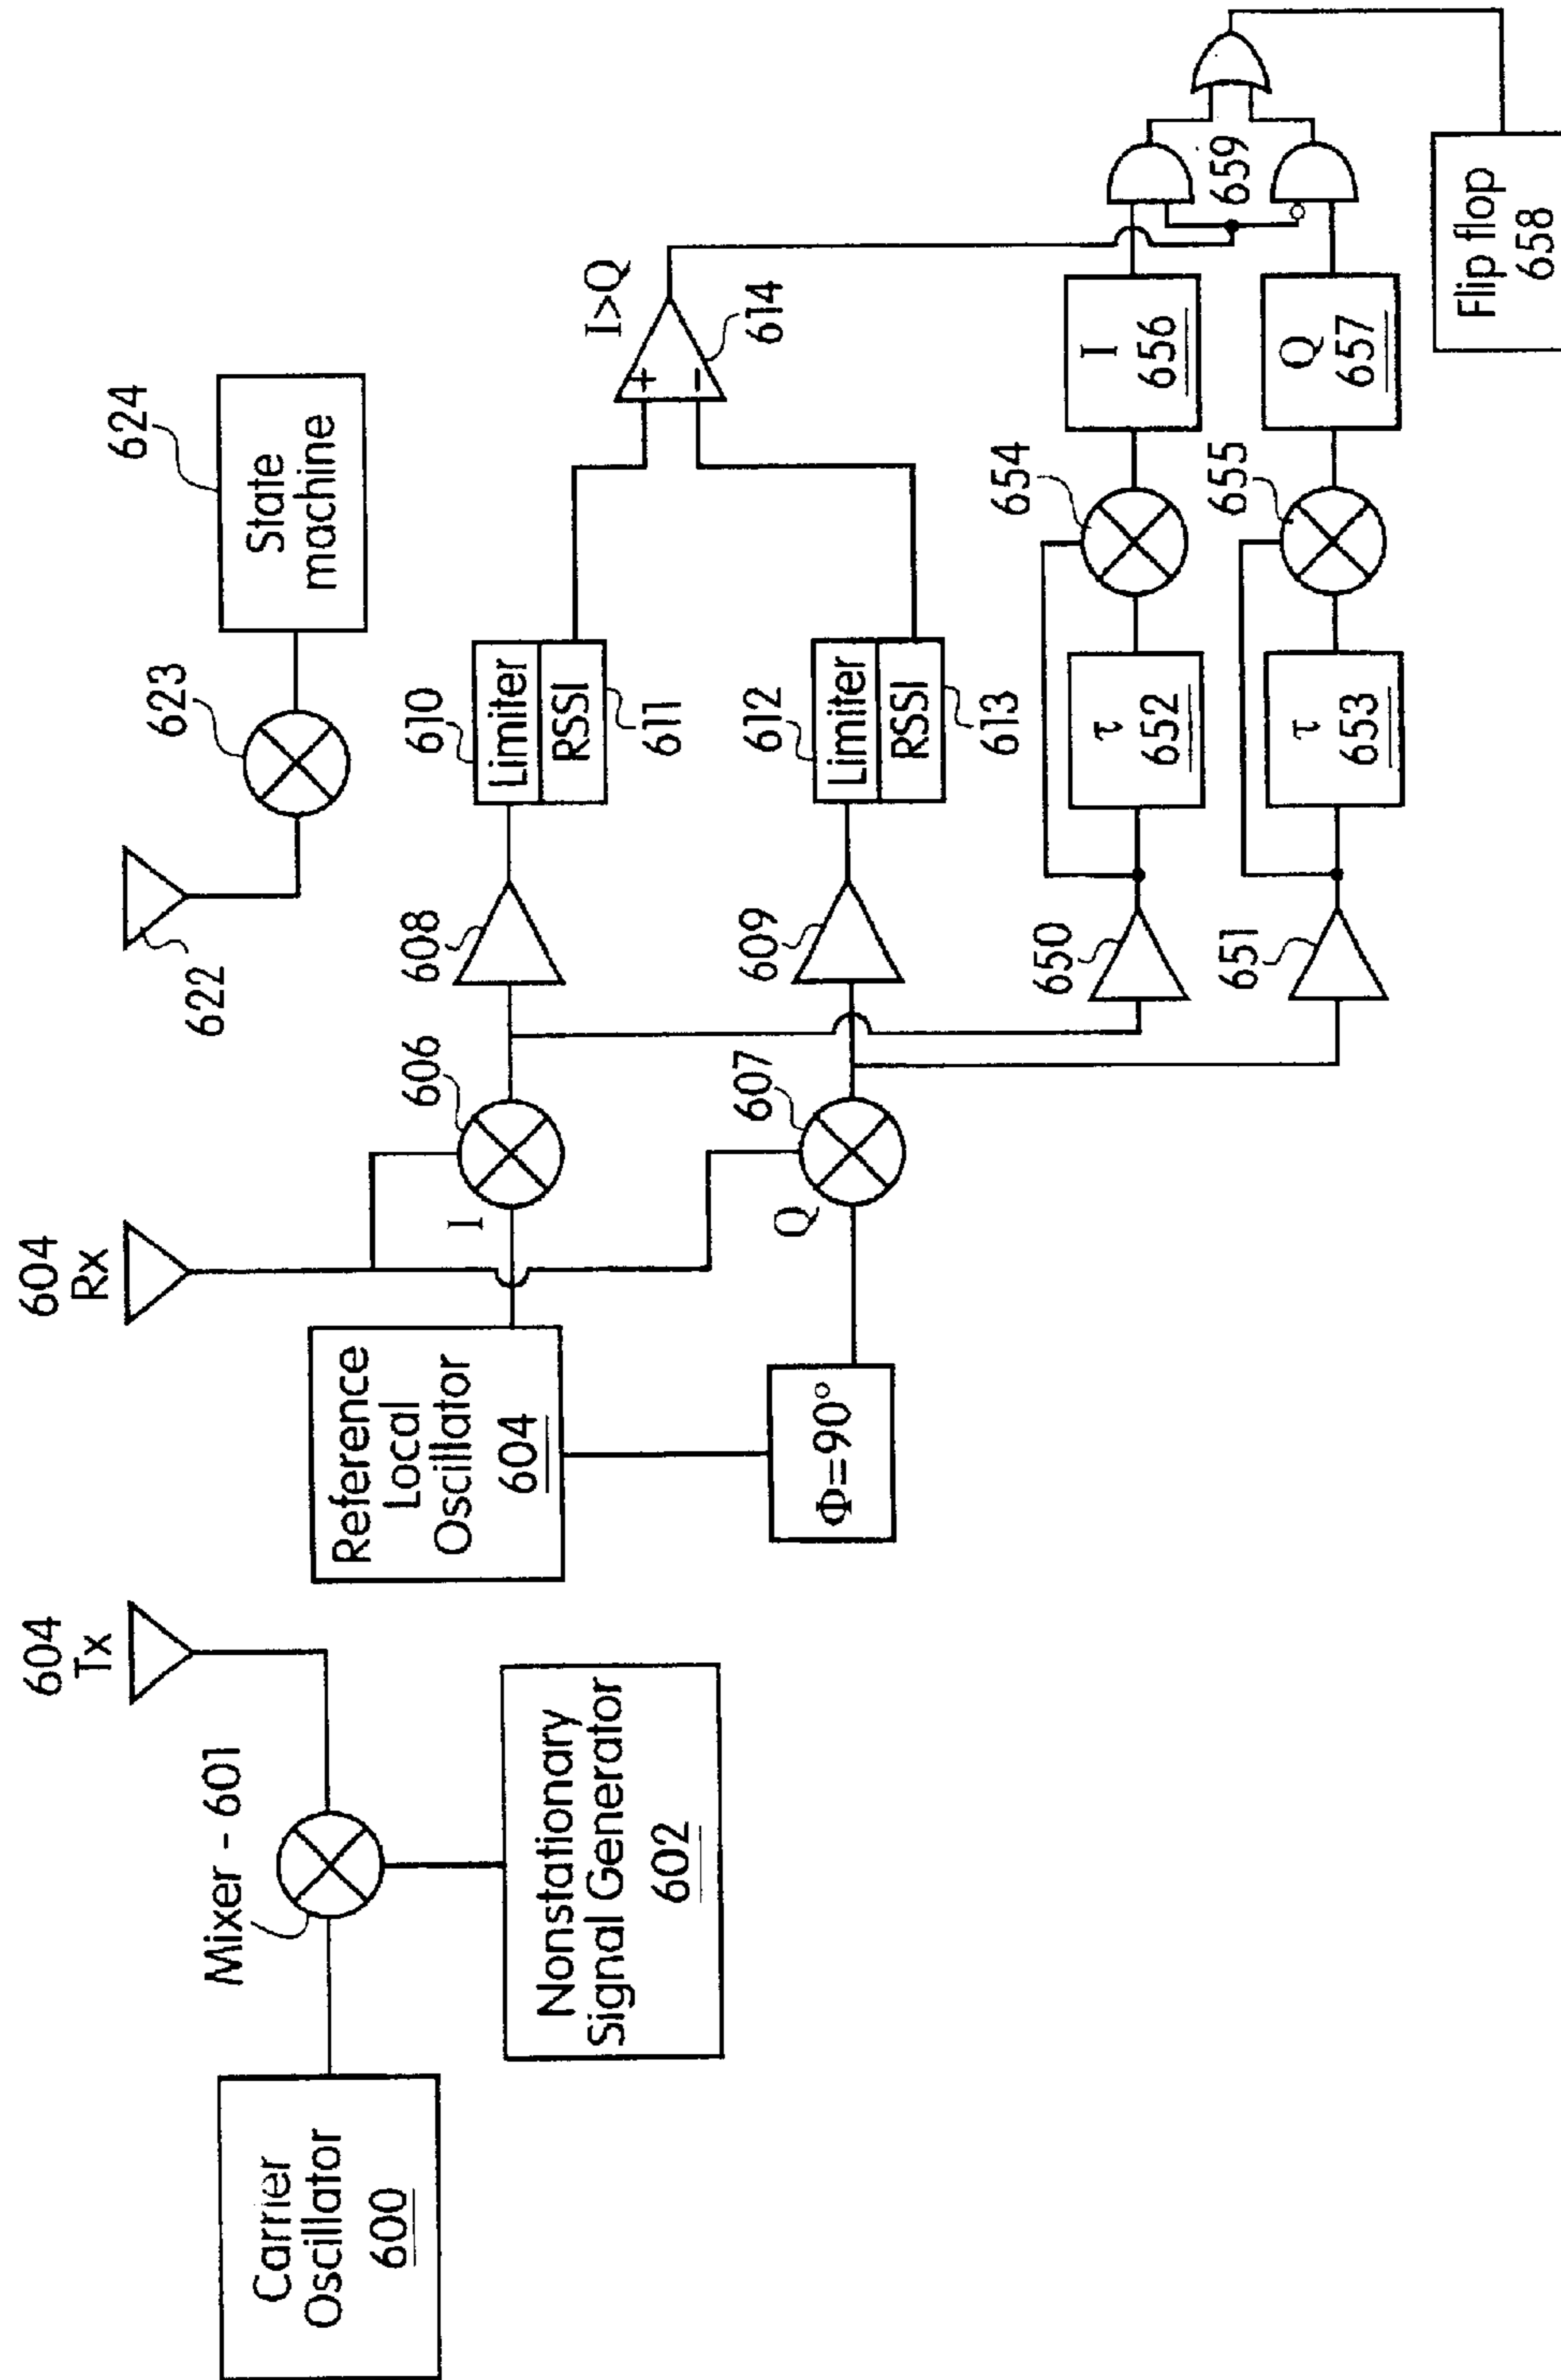 604
Tx
Mixer - 601
Carrier
Oscillator
600
Nonstationary
Signal Generator
602
604
Rx
Reference
Local
Oscillator
604
Φ=90°
I
606
Q
607
622
623
624
State
machine
608
610
Limiter
RSSI
611
609
612
Limiter
RSSI
613
I>Q
+
-
614
650
τ
652
654
I
656
651
τ
653
655
Q
657
659
Flip flop
658